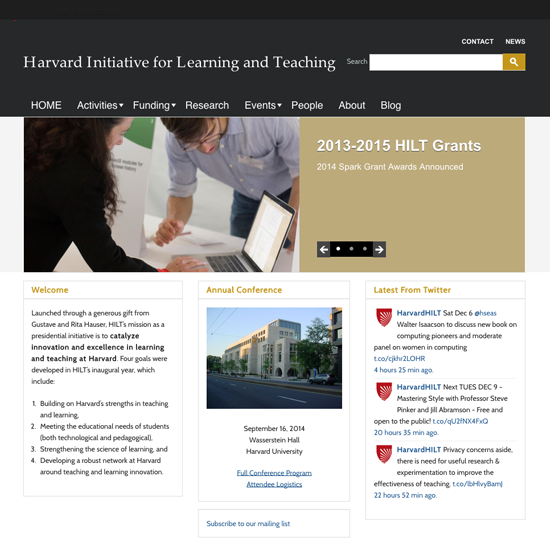 CONTACT NEWS
Harvard Initiative for Learning and Teaching
Search
HOME Activities Funding Research Events People About Blog
2013-2015 HILT Grants
2014 Spark Grant Awards Announced
Welcome
Launched through a generous gift from
Gustave and Rita Hauser, HILT's mission as a
presidential initiative is to catalyze
innovation and excellence in learning
and teaching at Harvard. Four goals were
developed in HILT's inaugural year, which
include:
1. Building on Harvard's strengths in teaching
and learning,
2. Meeting the educational needs of students
(both technological and pedagogical),
3. Strengthening the science of learning, and
4. Developing a robust network at Harvard
around teaching and learning innovation.
Annual Conference
September 16, 2014
Wasserstein Hall
Harvard University
Full Conference Program
Attendee Logistics
Subscribe to our mailing list
Latest From Twitter
HarvardHILT Sat Dec 6 @hseas
Walter Isaacson to discuss new book on
computing pioneers and moderate
panel on women in computing
t.co/cjkhr2LOHR
4 hours 25 min ago.
HarvardHILT Next TUES DEC 9 -
Mastering Style with Professor Steve
Pinker and Jill Abramson - Free and
open to the public! t.co/qU2fNX4FxQ
20 hours 35 min ago.
HarvardHILT Privacy concerns aside,
there is need for useful research &
experimentation to improve the
effectiveness of teaching.
22 hours 52 min ago.